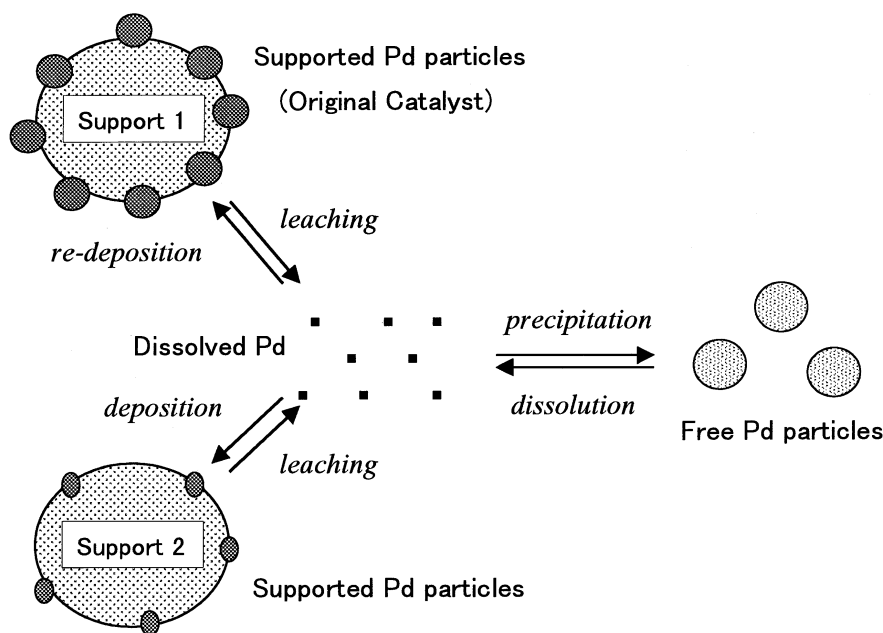 Supported Pd particles
(Original Catalyst)
Support 1
leaching
re-deposition
precipitation
Dissolved Pd
deposition
dissolution
Free Pd particles
leaching
Support 2
Supported Pd particles